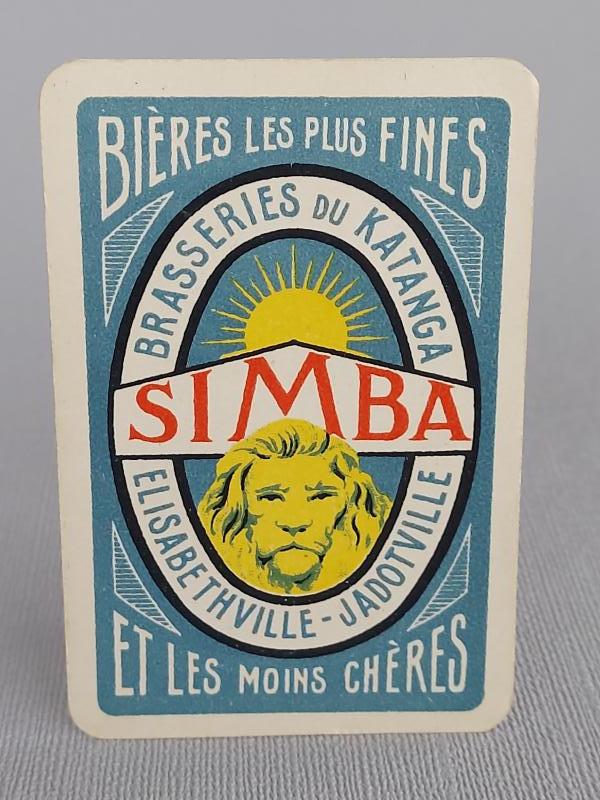 BIÈRES LES PLUS FINES
BRASSERIES DU KATANGA
SIMBA
ELISABETHVILLE-JADOTVILLE
ET LES MOINS CHÈRES